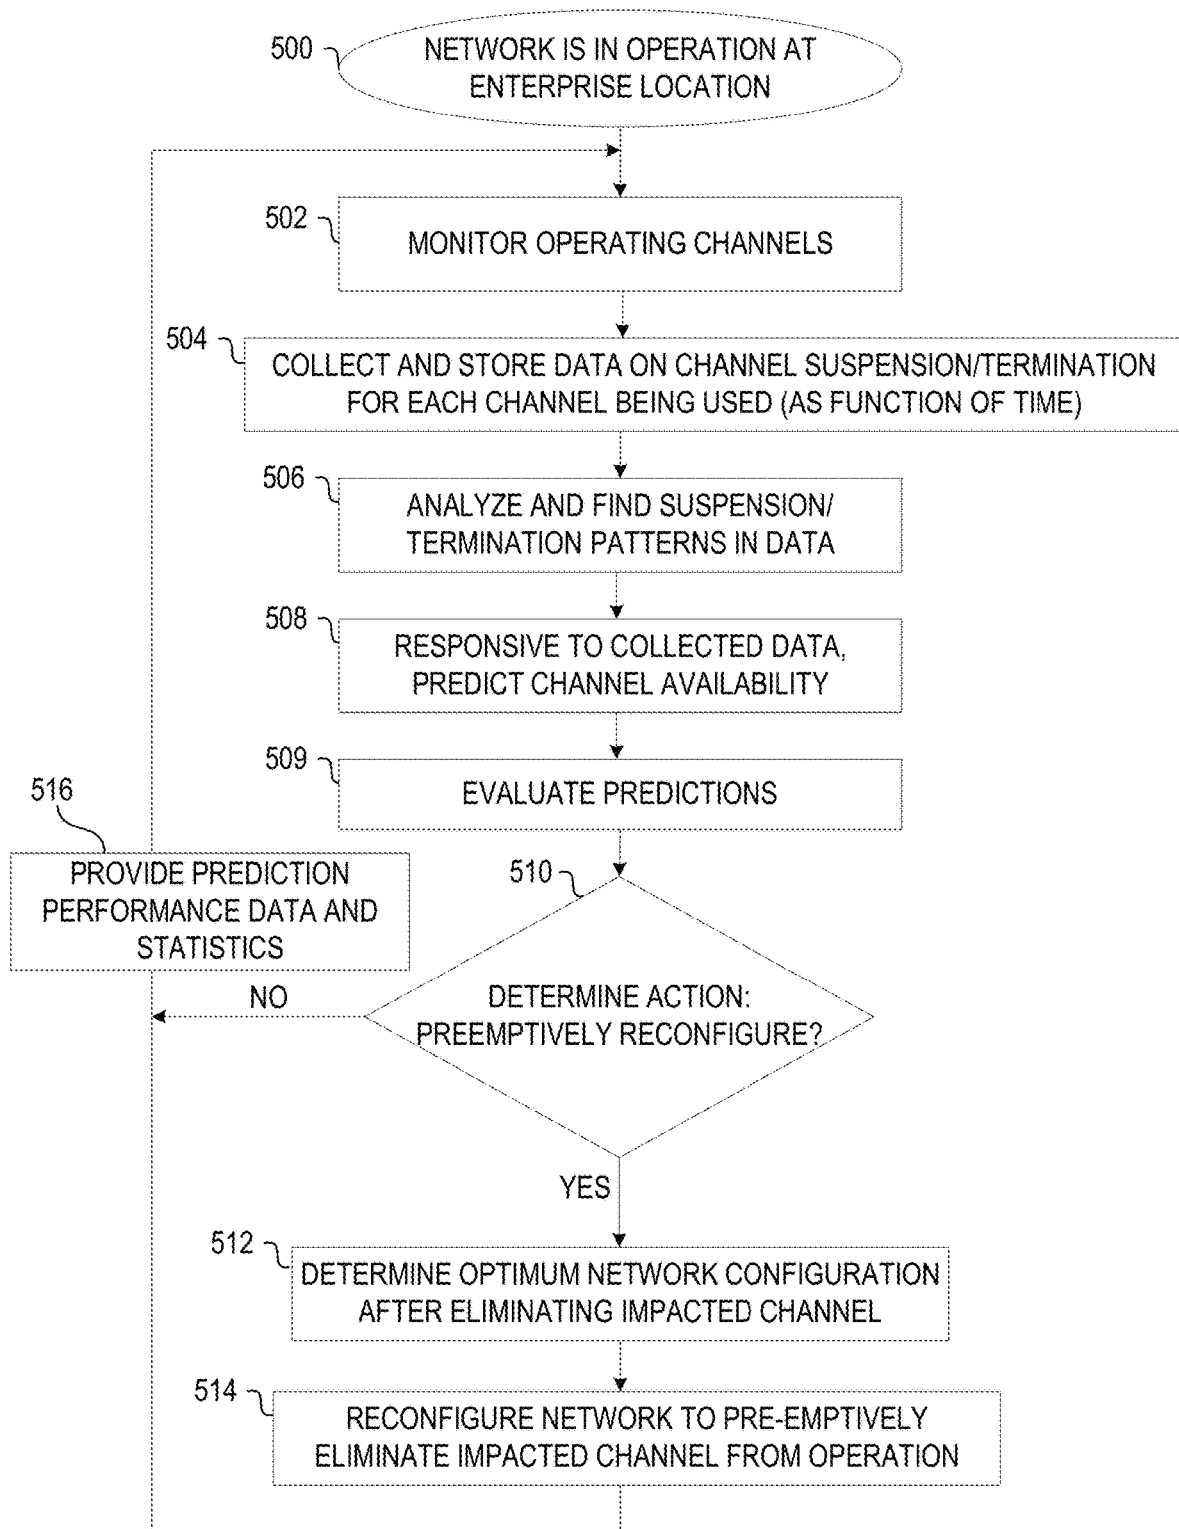 500
NETWORK IS IN OPERATION AT
ENTERPRISE LOCATION
502
MONITOR OPERATING CHANNELS
504
COLLECT AND STORE DATA ON CHANNEL SUSPENSION/TERMINATION
FOR EACH CHANNEL BEING USED (AS FUNCTION OF TIME)
506
ANALYZE AND FIND SUSPENSION/
TERMINATION PATTERNS IN DATA
508
RESPONSIVE TO COLLECTED DATA,
PREDICT CHANNEL AVAILABILITY
509
EVALUATE PREDICTIONS
516
PROVIDE PREDICTION
PERFORMANCE DATA AND
STATISTICS
510
DETERMINE ACTION:
PREEMPTIVELY RECONFIGURE?
NO
YES
512
DETERMINE OPTIMUM NETWORK CONFIGURATION
AFTER ELIMINATING IMPACTED CHANNEL
514
RECONFIGURE NETWORK TO PRE-EMPTIVELY
ELIMINATE IMPACTED CHANNEL FROM OPERATION